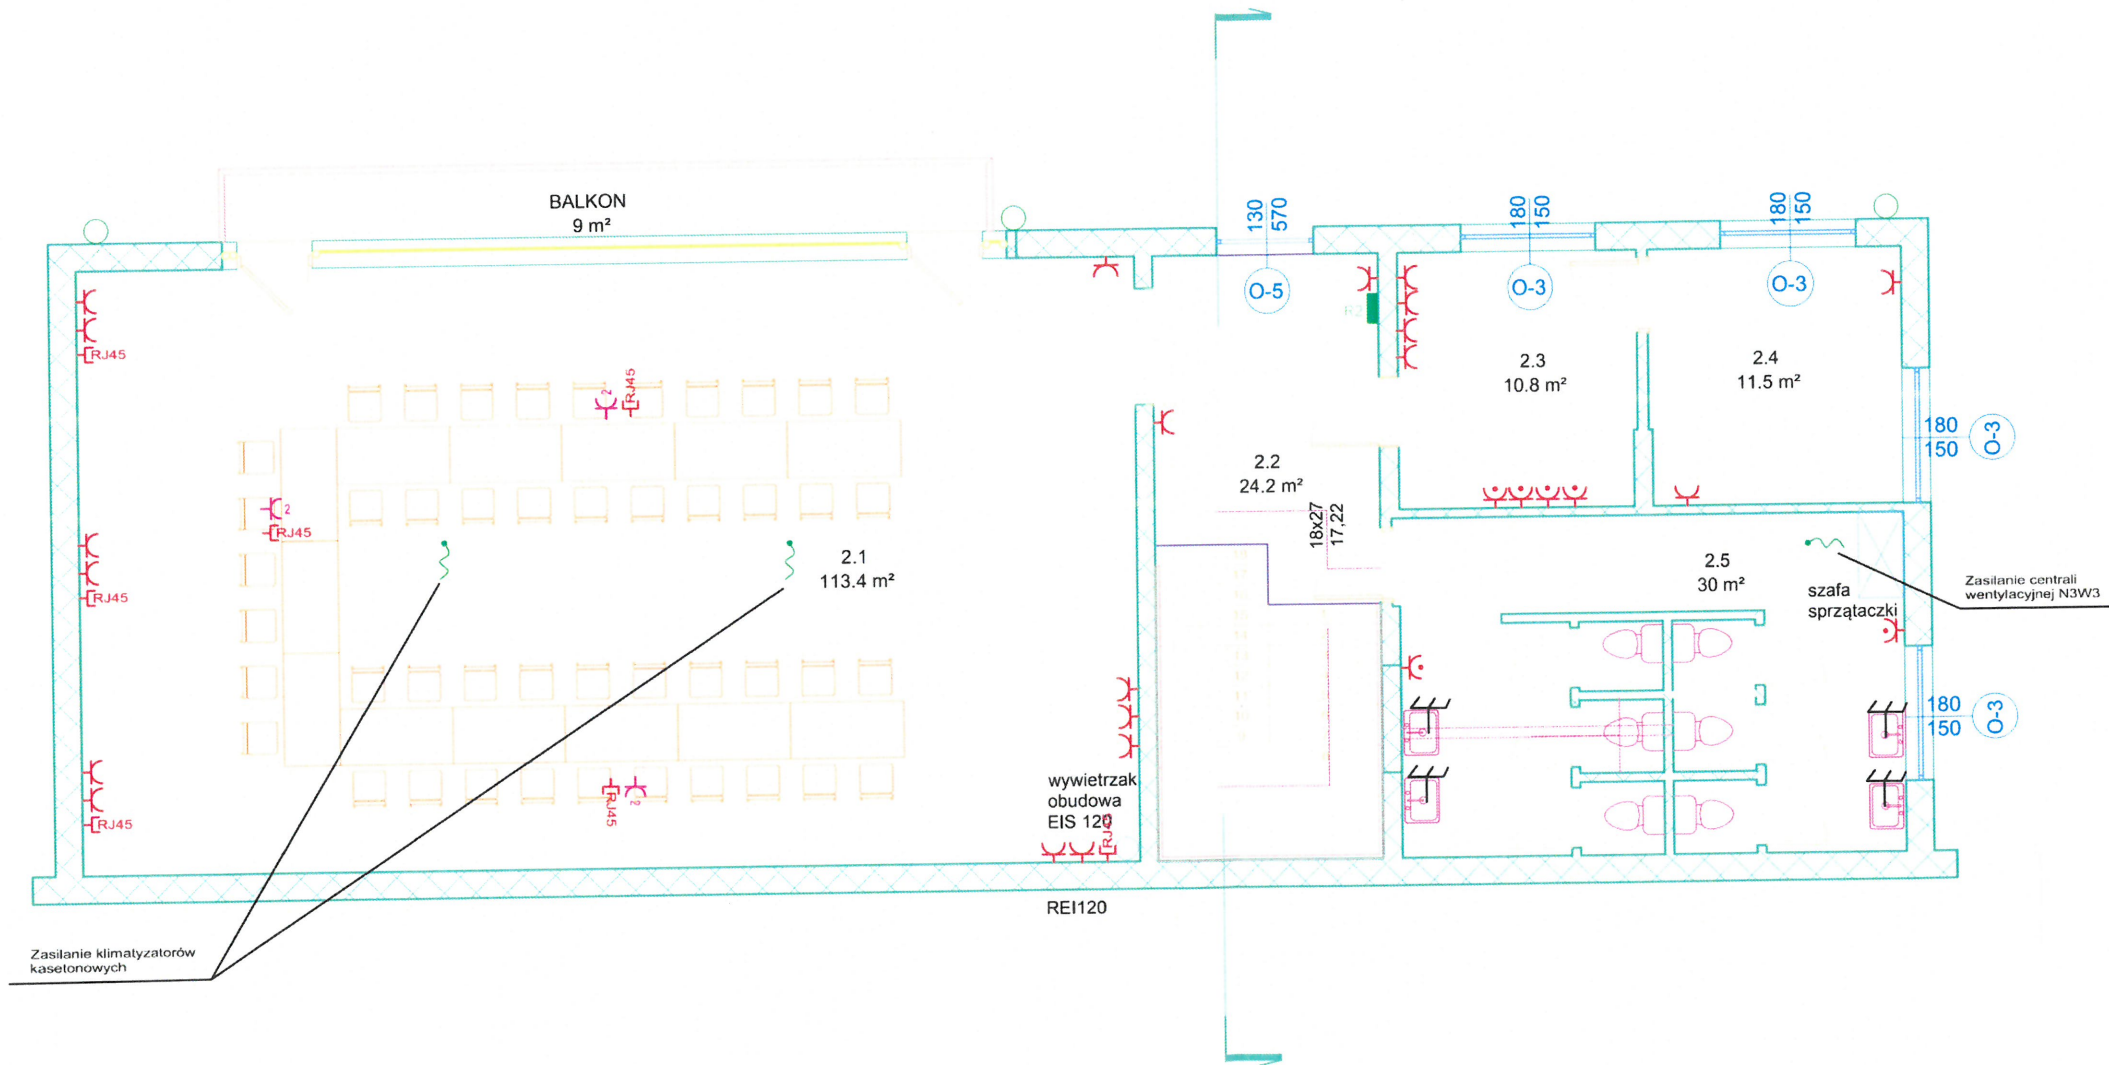 BALKON
9 m²
130
570
O-5
180
150
O-3
180
150
O-3
RJ45
RJ45
2
R2
2.3
10.8 m²
2.4
11.5 m²
180
150
O-3
2.2
24.2 m²
18x27
17,22
2
RJ45
2.1
113.4 m²
RJ45
2.5
30 m²
szafa
sprzątaczki
Zasilanie centrali
wentylacyjnej N3W3
180
150
O-3
wywietrzak
obudowa
EIS 120
RJ45
RJ45
2
RJ45
REI120
Zasilanie klimatyzatorów
kasetonowych